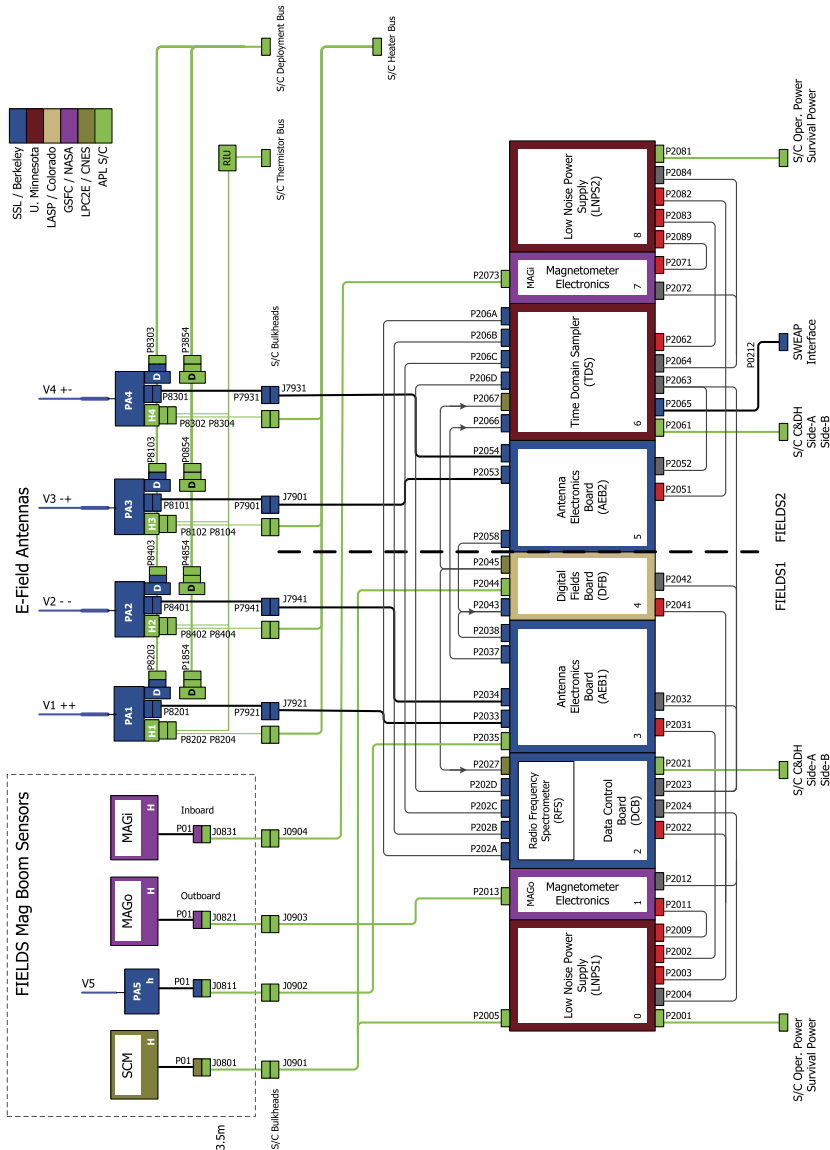 SSL / Berkeley
U. Minnesota
LASP / Colorado
GSFC / NASA
LPC2E / CNES
APL S/C
S/C Deployment Bus
S/C Heater Bus
RIU
S/C Thermistor Bus
E-Field Antennas
V4 +-
PA4
P8303
D
P8301
H4
P8302 P8304
P3854
D
P7931
J7931
V3 -+
PA3
P8103
D
P8101
H3
P8102 P8104
P0854
D
P7901
J7901
V2 - -
PA2
P8403
D
P8401
H2
P8402 P8404
P4854
D
P7941
J7941
V1 ++
PA1
P8203
D
P8201
H1
P8202 P8204
P1854
D
P7921
J7921
S/C Bulkheads
FIELDS Mag Boom Sensors
MAGi
H
Inboard
P01
J0831
J0904
MAGo
H
Outboard
P01
J0821
J0903
V5
PA5
h
P01
J0811
J0902
SCM
H
P01
J0801
J0901
3.5m
S/C Bulkheads
P2073
P206A
P206B
P206C
P206D
P2067
P2066
P2054
P2053
P2058
P2045
P2044
P2043
P2038
P2037
P2034
P2033
P2035
P2027
P202D
P202C
P202B
P202A
P2013
P2005
Low Noise Power
Supply
(LNPS2)
8
MAGi
Magnetometer
Electronics
7
Time Domain Sampler
(TDS)
6
Antenna
Electronics
Board
(AEB2)
5
Digital
Fields
Board
(DFB)
4
Antenna
Electronics
Board
(AEB1)
3
Radio Frequency
Spectrometer
(RFS)
Data Control
Board
(DCB)
2
MAGo
Magnetometer
Electronics
1
Low Noise Power
Supply
(LNPS1)
0
P2081
P2084
P2082
P2083
P2089
P2071
P2072
P2062
P2064
P2063
P2065
P2061
P2052
P2051
P2042
P2041
P2032
P2031
P2021
P2023
P2024
P2022
P2012
P2011
P2009
P2002
P2003
P2004
P2001
P0212
FIELDS2
FIELDS1
S/C Oper. Power
Survival Power
SWEAP
Interface
S/C C&DH
Side-A
Side-B
S/C C&DH
Side-A
Side-B
S/C Oper. Power
Survival Power